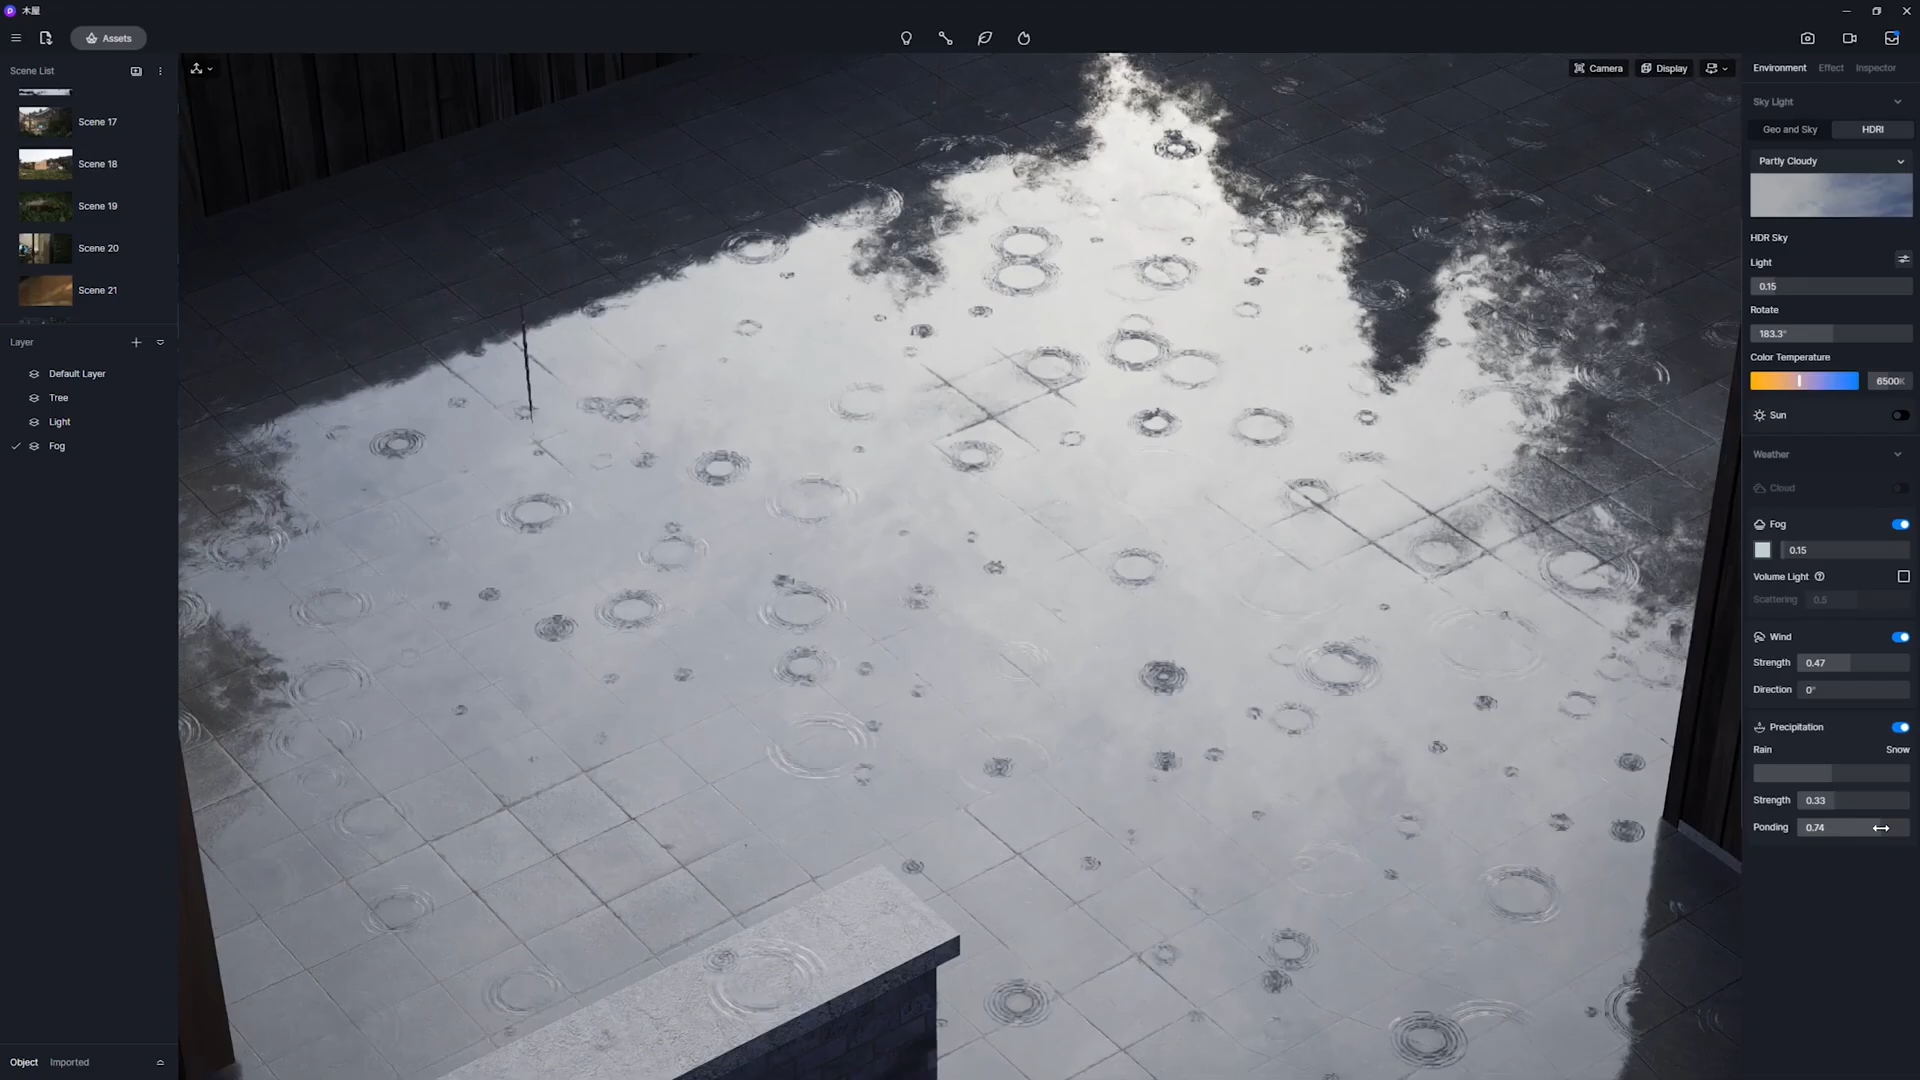 木屋
Assets
Scene List
Scene 17
Scene 18
Scene 19
Scene 20
Scene 21
Layer
Default Layer
Tree
Light
Fog
Object Imported
Camera Display
Environment Effect Inspector
Sky Light
Geo and Sky HDRI
Partly Cloudy
HDR Sky
Light
0.15
Rotate
183.3°
Color Temperature
6500K
Sun
Weather
Cloud
Fog
0.15
Volume Light
Scattering 0.5
Wind
Strength 0.47
Direction 0°
Precipitation
Rain Snow
Strength 0.33
Ponding 0.74